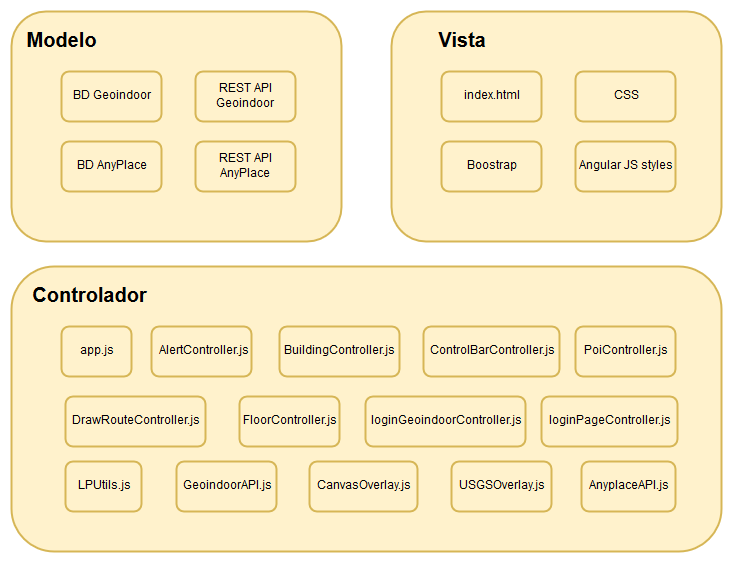 Modelo
BD Geoindoor
REST API
Geoindoor
BD AnyPlace
REST API
AnyPlace
Vista
index.html
CSS
Boostrap
Angular JS styles
Controlador
app.js
AlertController.js
BuildingController.js
ControlBarController.js
PoiController.js
DrawRouteController.js
FloorController.js
loginGeoindoorController.js
loginPageController.js
LPUtils.js
GeoindoorAPI.js
CanvasOverlay.js
USGSOverlay.js
AnyplaceAPI.js